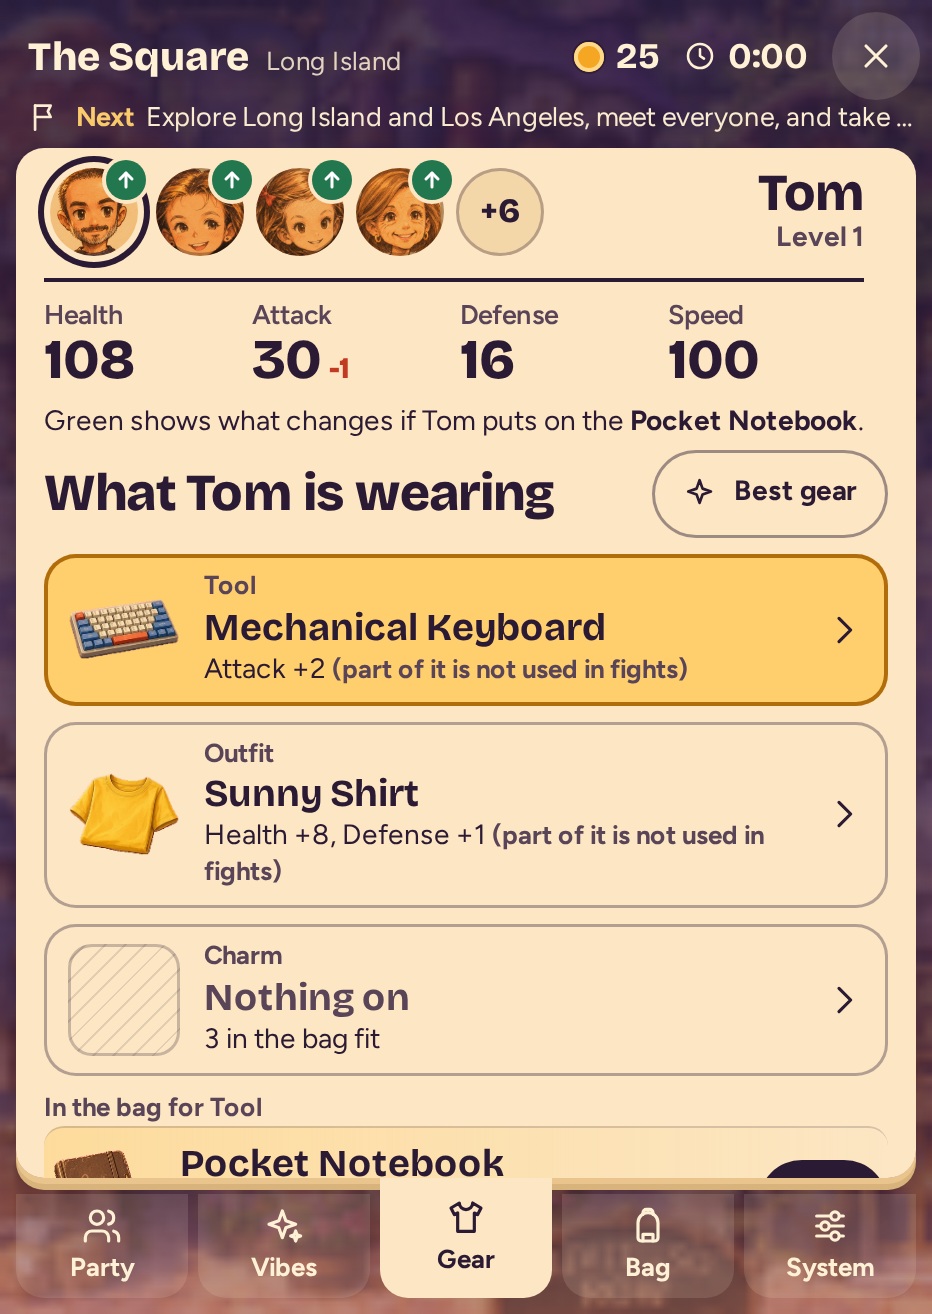 The Square Long Island 25 0:00
Next Explore Long Island and Los Angeles, meet everyone, and take ...
+6
Tom
Level 1
Health Attack Defense Speed
108 30 -1 16 100
Green shows what changes if Tom puts on the Pocket Notebook.
What Tom is wearing
Best gear
Tool
Mechanical Keyboard
Attack +2 (part of it is not used in fights)
Outfit
Sunny Shirt
Health +8, Defense +1 (part of it is not used in
fights)
Charm
Nothing on
3 in the bag fit
In the bag for Tool
Pocket Notebook
Party Vibes Gear Bag System